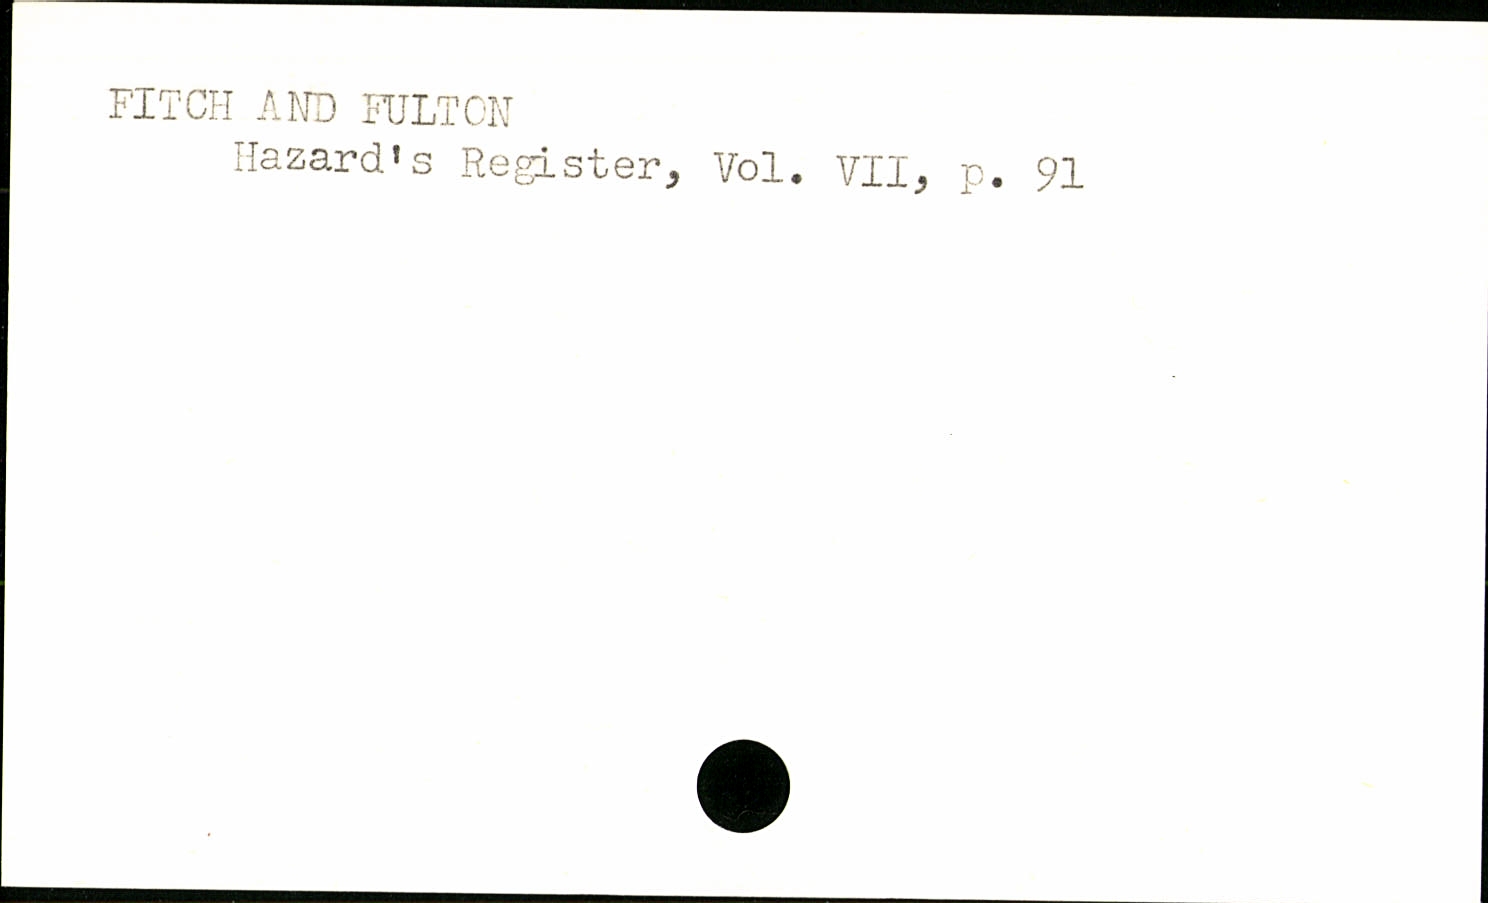 FITCH AND FULTON
Hazard's Register, Vol. VII, p. 91